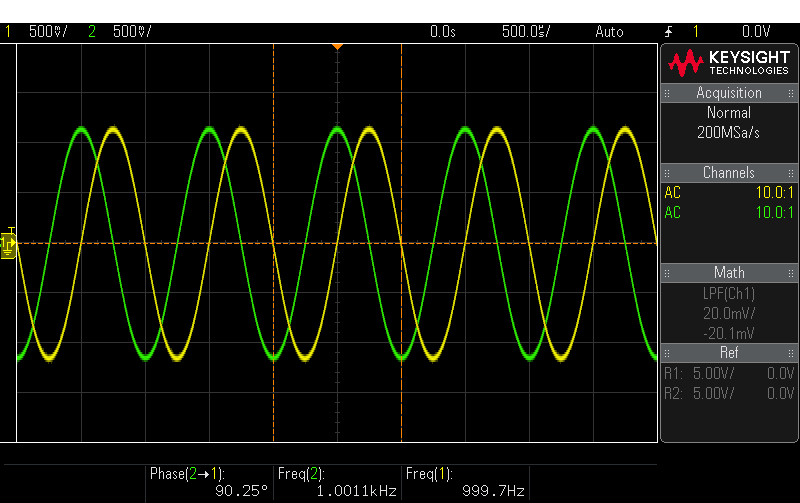 1 500mV/ 2 500mV/ 0.0s 500.0µs/ Auto 1 0.0V
KEYSIGHT
TECHNOLOGIES
Acquisition
Normal
200MSa/s
Channels
AC 10.0:1
AC 10.0:1
Math
LPF(Ch1)
20.0mV/
-20.1mV
Ref
R1: 5.00V/ 0.0V
R2: 5.00V/ 0.0V
T
1
Phase(2→1): Freq(2): Freq(1):
90.25° 1.0011kHz 999.7Hz